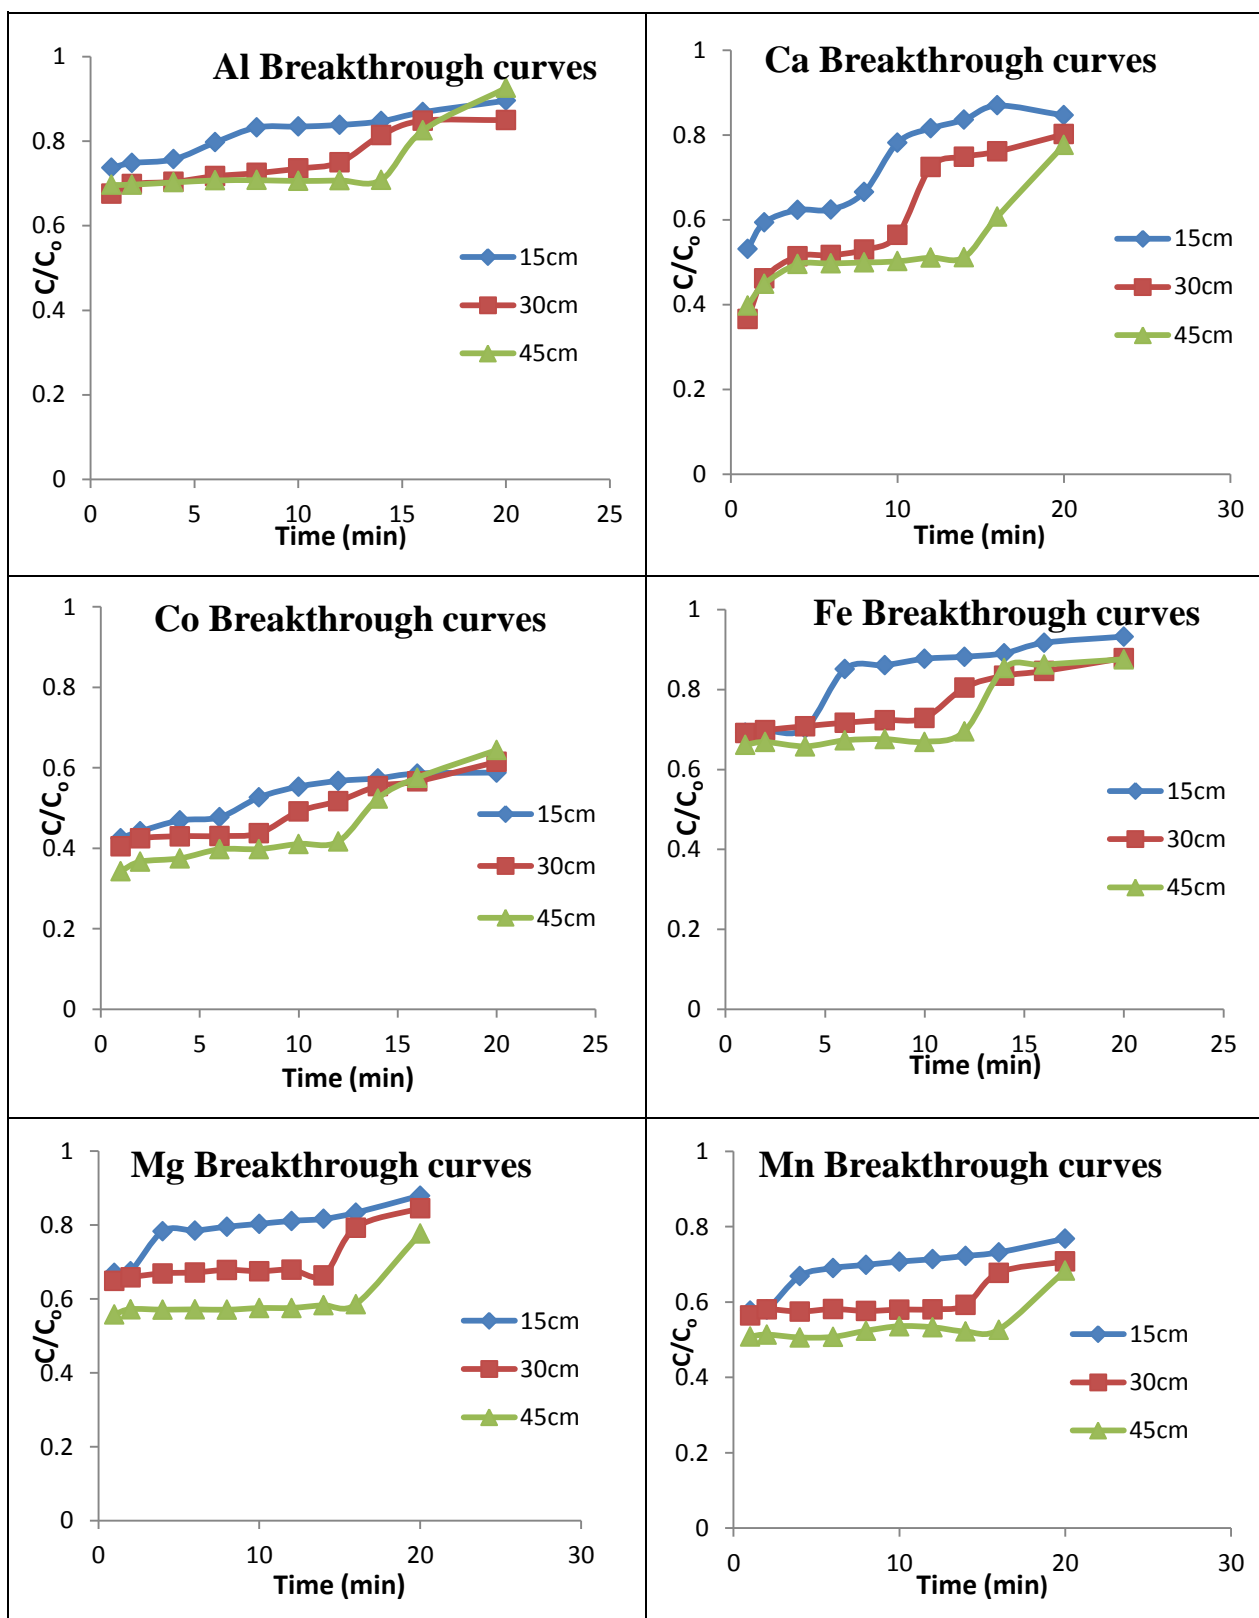 Al Breakthrough curves
1
0.8
0.6
0.4
0.2
0
C/Co
0 5 10 15 20 25
Time (min)
15cm
30cm
45cm
Ca Breakthrough curves
1
0.8
0.6
0.4
0.2
0
C/Co
0 10 20 30
Time (min)
15cm
30cm
45cm
Co Breakthrough curves
1
0.8
0.6
0.4
0.2
0
C/Co
0 5 10 15 20 25
Time (min)
15cm
30cm
45cm
Fe Breakthrough curves
1
0.8
0.6
0.4
0.2
0
C/Co
0 5 10 15 20 25
Time (min)
15cm
30cm
45cm
Mg Breakthrough curves
1
0.8
0.6
0.4
0.2
0
C/Co
0 10 20 30
Time (min)
15cm
30cm
45cm
Mn Breakthrough curves
1
0.8
0.6
0.4
0.2
0
C/Co
0 10 20 30
Time (min)
15cm
30cm
45cm